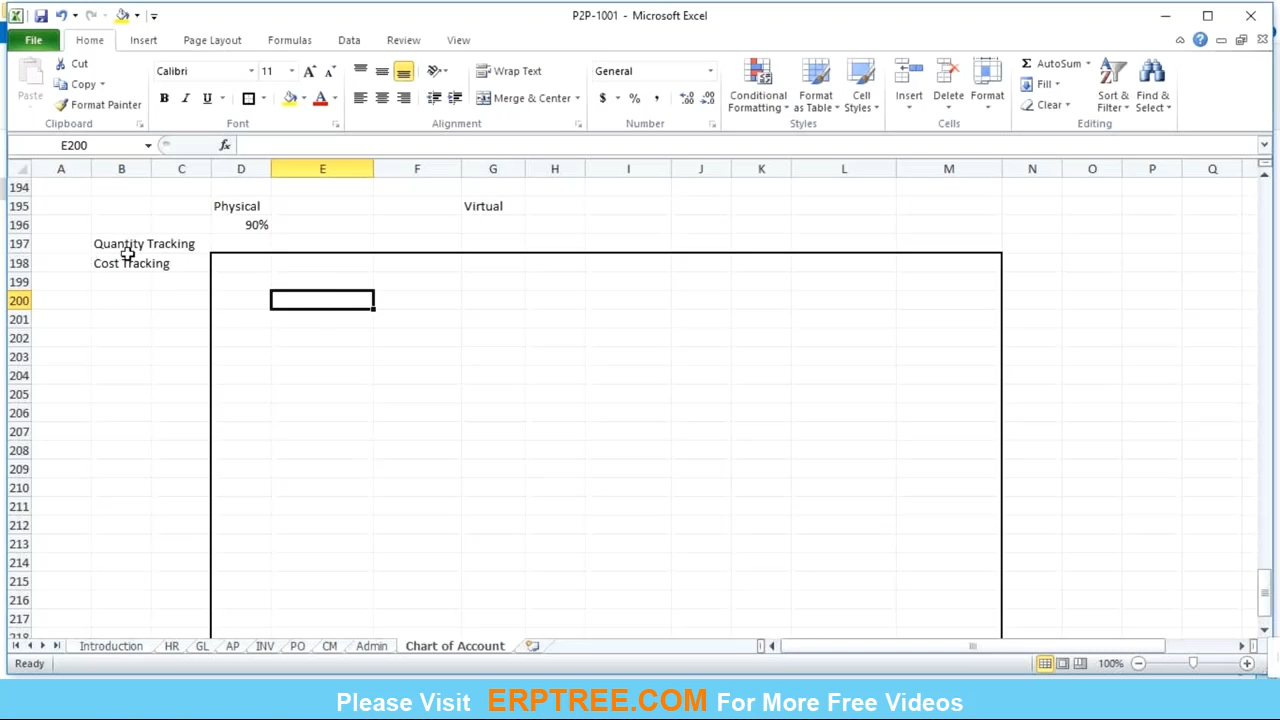 P2P-1001 - Microsoft Excel
File Home Insert Page Layout Formulas Data Review View
Paste
Cut
Copy
Format Painter
Clipboard
Calibri 11
Font
Wrap Text
Merge & Center
Alignment
General
Number
Conditional Formatting
Format as Table
Cell Styles
Styles
Insert
Delete
Format
Cells
AutoSum
Fill
Clear
Sort & Filter
Find & Select
Editing
E200
A B C D E F G H I J K L M N O P Q
194
195 Physical Virtual
196 90%
197 Quantity Tracking
198 Cost Tracking
199
200
201
202
203
204
205
206
207
208
209
210
211
212
213
214
215
216
217
218
Introduction HR GL AP INV PO CM Admin Chart of Account
Ready 100%
Please Visit ERPTREE.COM For More Free Videos